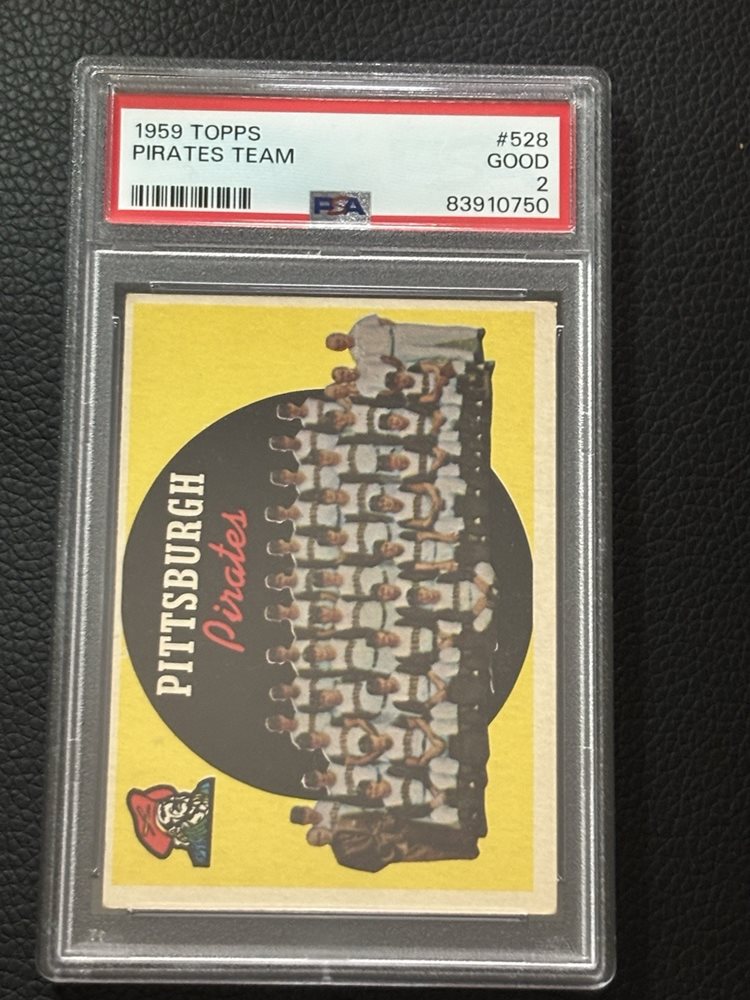 1959 TOPPS
PIRATES TEAM
#528
GOOD
2
83910750
PSA
PITTSBURGH
Pirates